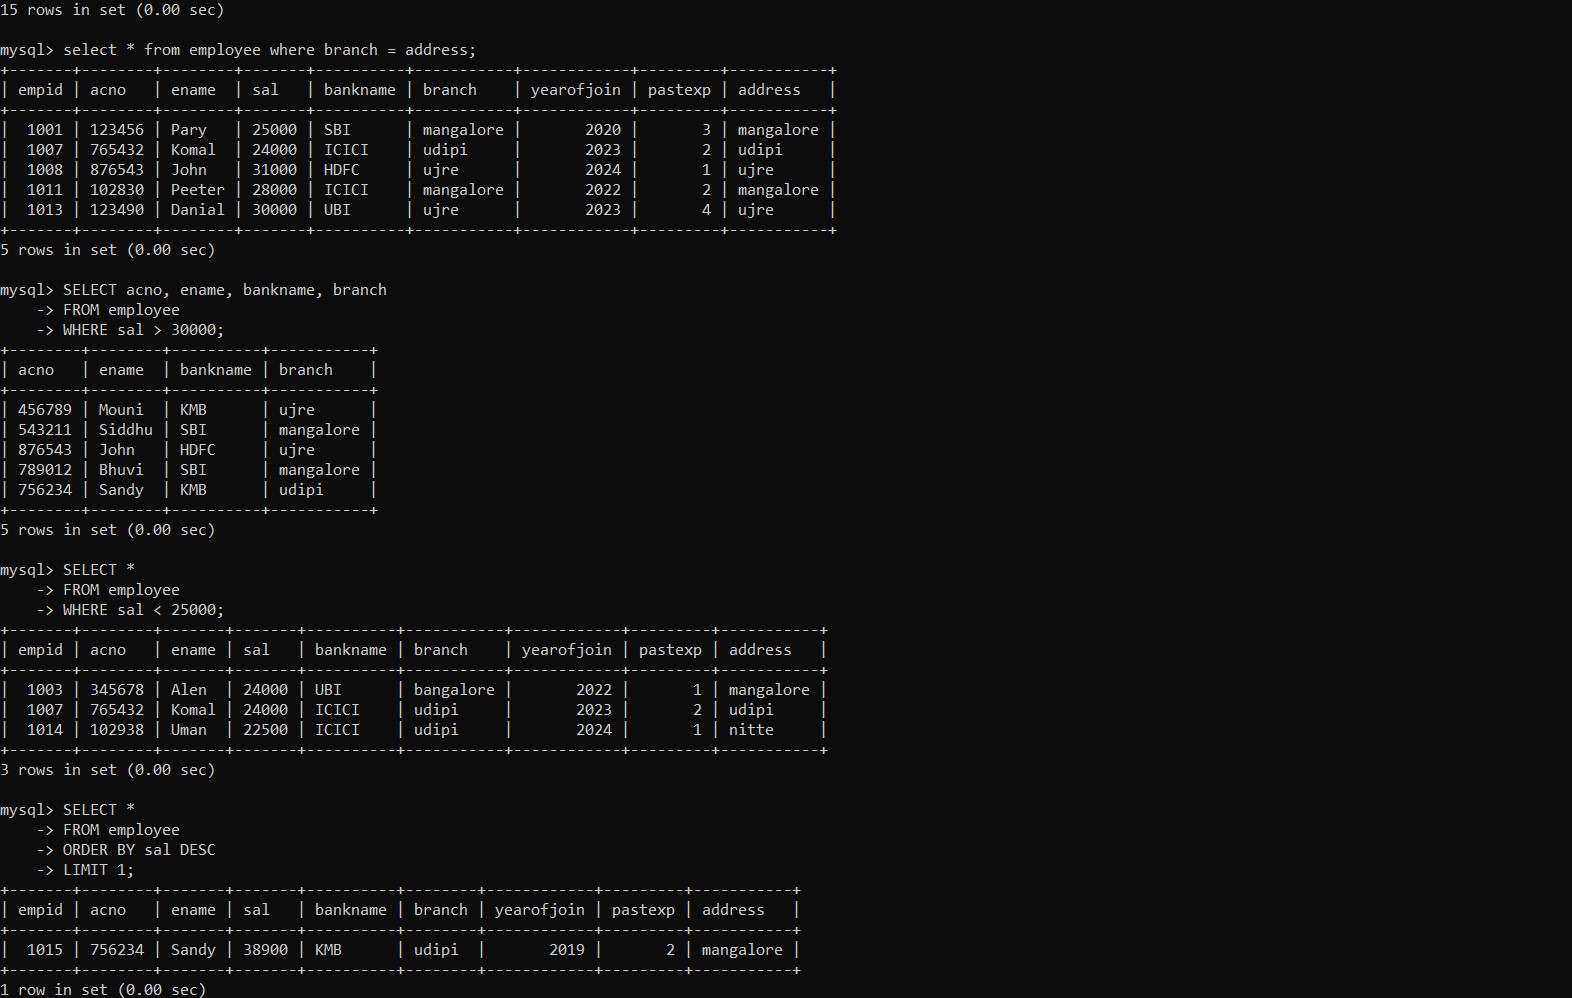 15 rows in set (0.00 sec)

mysql> select * from employee where branch = address;
+-------+--------+--------+-------+----------+-----------+------------+---------+-----------+
| empid | acno   | ename  | sal   | bankname | branch    | yearofjoin | pastexp | address   |
+-------+--------+--------+-------+----------+-----------+------------+---------+-----------+
|  1001 | 123456 | Pary   | 25000 | SBI      | mangalore |       2020 |       3 | mangalore |
|  1007 | 765432 | Komal  | 24000 | ICICI    | udipi     |       2023 |       2 | udipi     |
|  1008 | 876543 | John   | 31000 | HDFC     | ujre      |       2024 |       1 | ujre      |
|  1011 | 102830 | Peeter | 28000 | ICICI    | mangalore |       2022 |       2 | mangalore |
|  1013 | 123490 | Danial | 30000 | UBI      | ujre      |       2023 |       4 | ujre      |
+-------+--------+--------+-------+----------+-----------+------------+---------+-----------+
5 rows in set (0.00 sec)

mysql> SELECT acno, ename, bankname, branch
    -> FROM employee
    -> WHERE sal > 30000;
+--------+--------+----------+-----------+
| acno   | ename  | bankname | branch    |
+--------+--------+----------+-----------+
| 456789 | Mouni  | KMB      | ujre      |
| 543211 | Siddhu | SBI      | mangalore |
| 876543 | John   | HDFC     | ujre      |
| 789012 | Bhuvi  | SBI      | mangalore |
| 756234 | Sandy  | KMB      | udipi     |
+--------+--------+----------+-----------+
5 rows in set (0.00 sec)

mysql> SELECT *
    -> FROM employee
    -> WHERE sal < 25000;
+-------+--------+-------+-------+----------+-----------+------------+---------+-----------+
| empid | acno   | ename | sal   | bankname | branch    | yearofjoin | pastexp | address   |
+-------+--------+-------+-------+----------+-----------+------------+---------+-----------+
|  1003 | 345678 | Alen  | 24000 | UBI      | bangalore |       2022 |       1 | mangalore |
|  1007 | 765432 | Komal | 24000 | ICICI    | udipi     |       2023 |       2 | udipi     |
|  1014 | 102938 | Uman  | 22500 | ICICI    | udipi     |       2024 |       1 | nitte     |
+-------+--------+-------+-------+----------+-----------+------------+---------+-----------+
3 rows in set (0.00 sec)

mysql> SELECT *
    -> FROM employee
    -> ORDER BY sal DESC
    -> LIMIT 1;
+-------+--------+-------+-------+----------+--------+------------+---------+-----------+
| empid | acno   | ename | sal   | bankname | branch | yearofjoin | pastexp | address   |
+-------+--------+-------+-------+----------+--------+------------+---------+-----------+
|  1015 | 756234 | Sandy | 38900 | KMB      | udipi  |       2019 |       2 | mangalore |
+-------+--------+-------+-------+----------+--------+------------+---------+-----------+
1 row in set (0.00 sec)